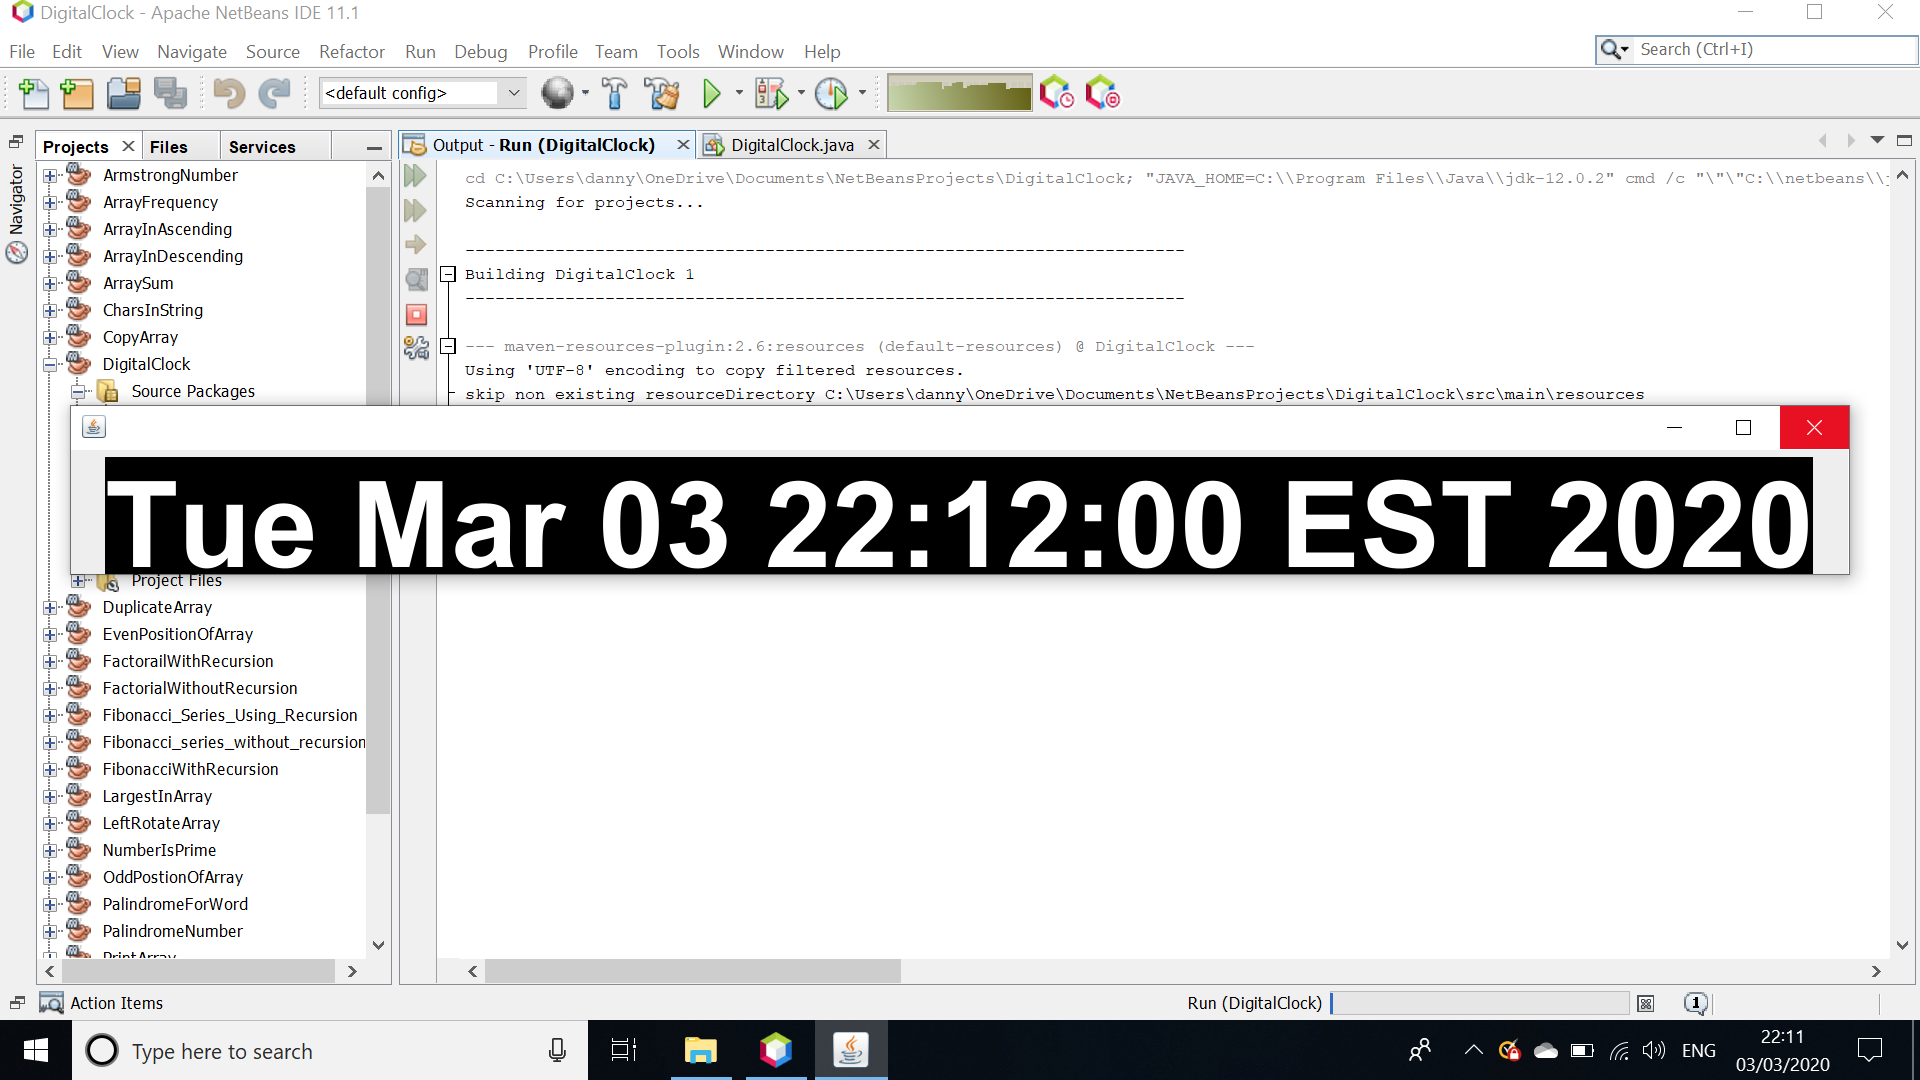 DigitalClock - Apache NetBeans IDE 11.1
File Edit View Navigate Source Refactor Run Debug Profile Team Tools Window Help
Search (Ctrl+I)
<default config>
Navigator
Projects Files Services
Output - Run (DigitalClock) DigitalClock.java
ArmstrongNumber
ArrayFrequency
ArrayInAscending
ArrayInDescending
ArraySum
CharsInString
CopyArray
DigitalClock
Source Packages
cd C:\Users\danny\OneDrive\Documents\NetBeansProjects\DigitalClock; "JAVA_HOME=C:\\Program Files\\Java\\jdk-12.0.2" cmd /c "\"\"C:\\netbeans\\j
Scanning for projects...
------------------------------------------------------------------------
Building DigitalClock 1
------------------------------------------------------------------------
--- maven-resources-plugin:2.6:resources (default-resources) @ DigitalClock ---
Using 'UTF-8' encoding to copy filtered resources.
skip non existing resourceDirectory C:\Users\danny\OneDrive\Documents\NetBeansProjects\DigitalClock\src\main\resources
Tue Mar 03 22:12:00 EST 2020
Project Files
DuplicateArray
EvenPositionOfArray
FactorailWithRecursion
FactorialWithoutRecursion
Fibonacci_Series_Using_Recursion
Fibonacci_series_without_recursion
FibonacciWithRecursion
LargestInArray
LeftRotateArray
NumberIsPrime
OddPostionOfArray
PalindromeForWord
PalindromeNumber
PrintArray
Action Items
Run (DigitalClock)
1
Type here to search
ENG
22:11
03/03/2020